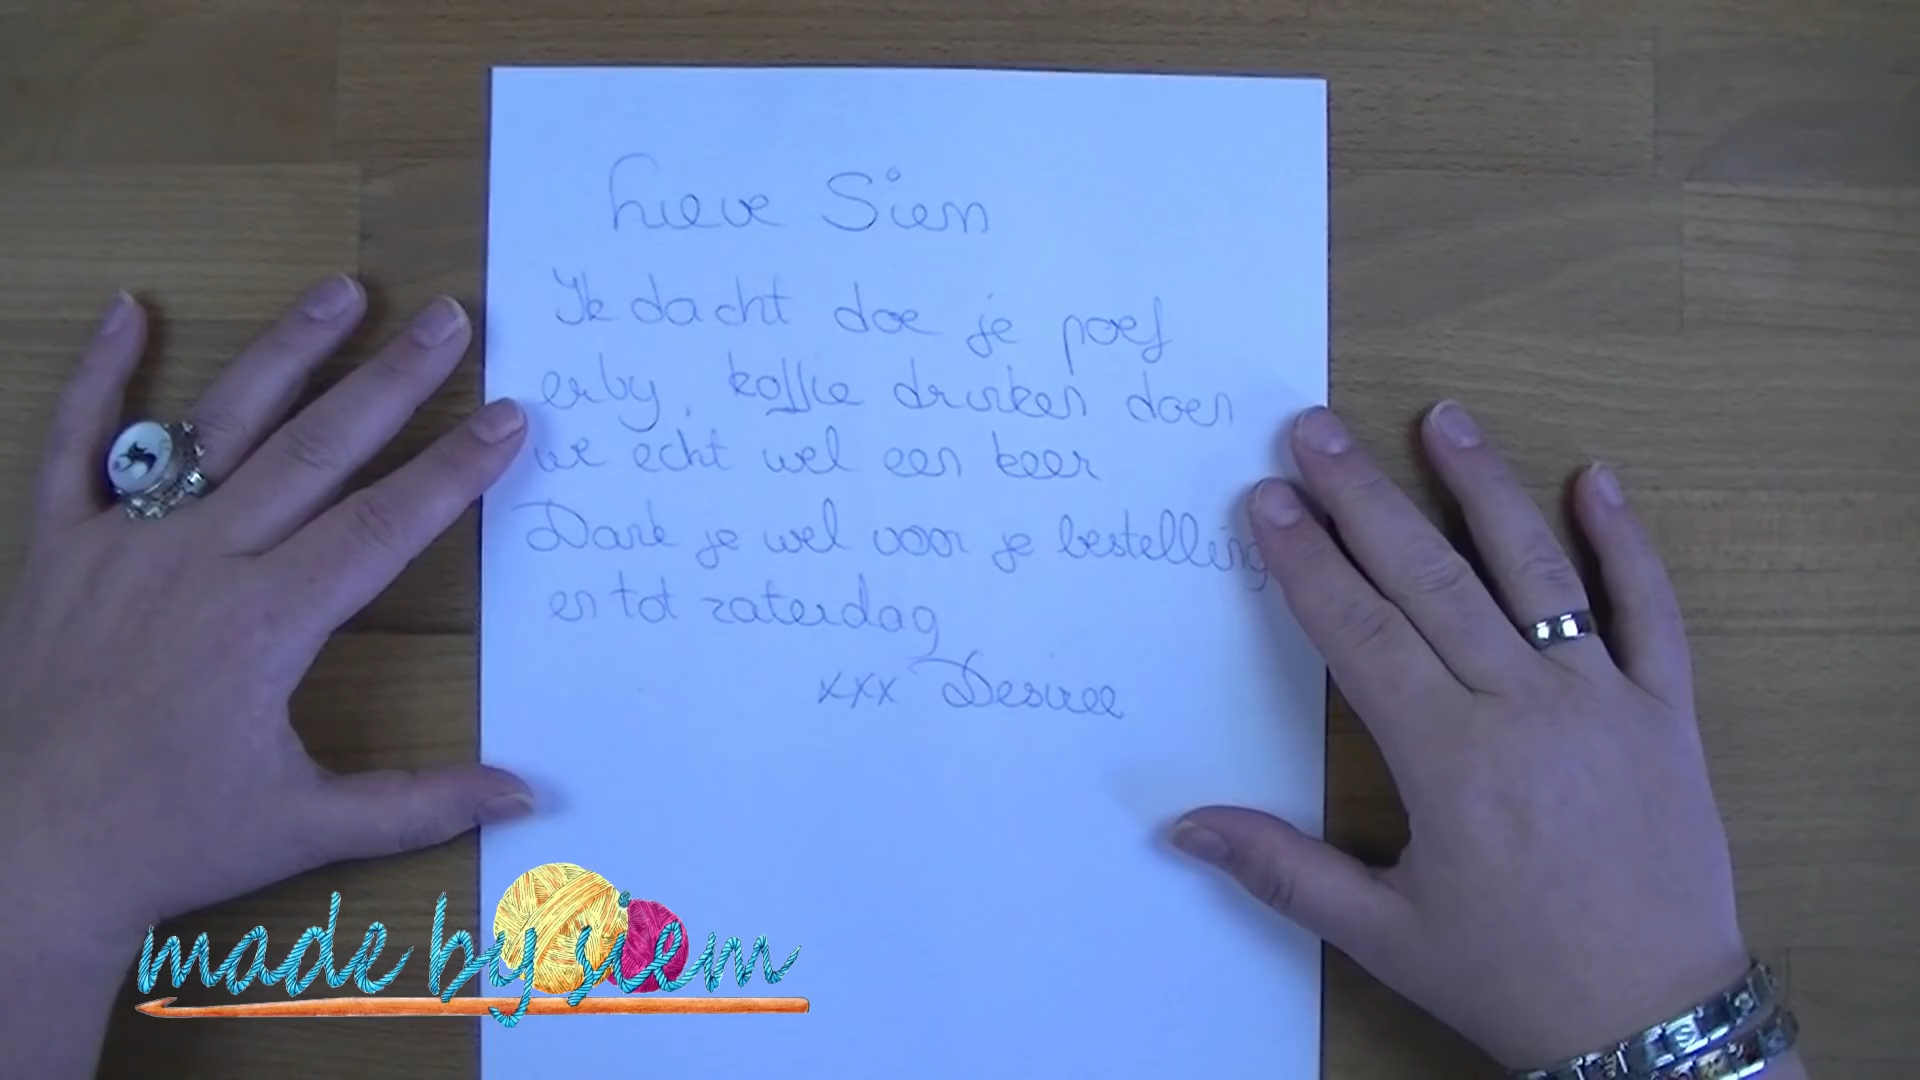 Lieve Siem
Ik dacht doe je poef
erby. koffie drinken doen
we echt wel een keer
Dank je wel voor je bestelling
en tot zaterdag
xxx Desiree
made by siem